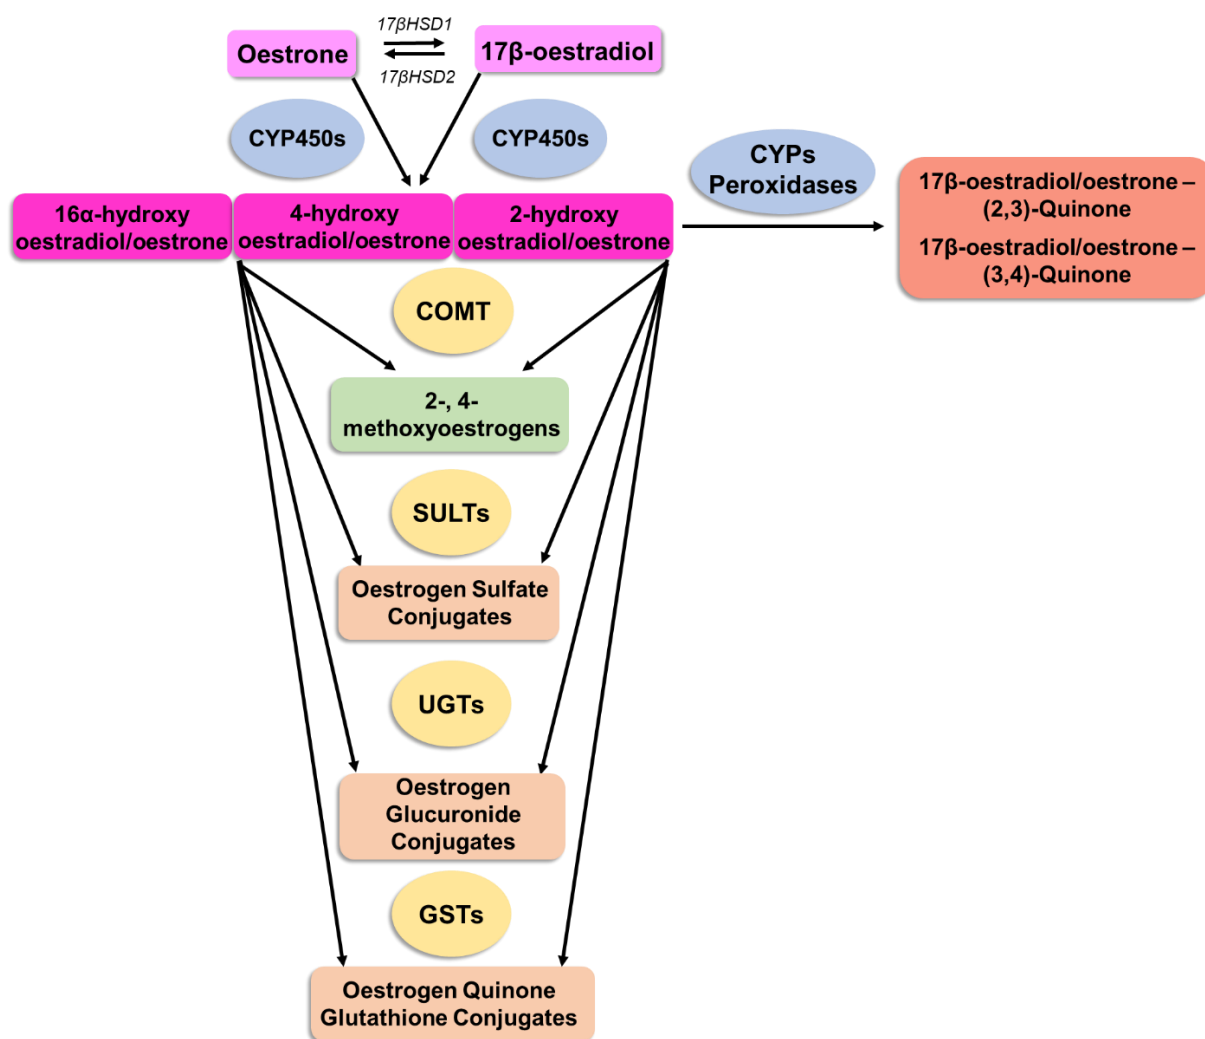 17βHSD1
Oestrone
17β-oestradiol
17βHSD2
CYP450s
CYP450s
CYPs
Peroxidases
16α-hydroxy
oestradiol/oestrone
4-hydroxy
oestradiol/oestrone
2-hydroxy
oestradiol/oestrone
17β-oestradiol/oestrone –
(2,3)-Quinone
17β-oestradiol/oestrone –
(3,4)-Quinone
COMT
2-, 4-
methoxyoestrogens
SULTs
Oestrogen Sulfate
Conjugates
UGTs
Oestrogen
Glucuronide
Conjugates
GSTs
Oestrogen Quinone
Glutathione Conjugates